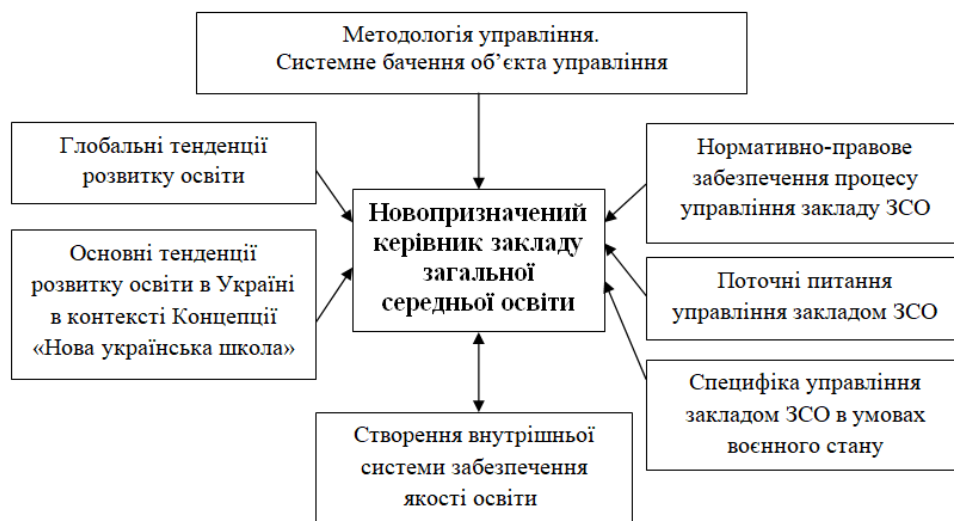 Методологія управління.
Системне бачення об’єкта управління
Глобальні тенденції
розвитку освіти
Основні тенденції
розвитку освіти в Україні
в контексті Концепції
«Нова українська школа»
Новопризначений
керівник закладу
загальної
середньої освіти
Нормативно-правове
забезпечення процесу
управління закладу ЗСО
Поточні питання
управління закладом ЗСО
Специфіка управління
закладом ЗСО в умовах
воєнного стану
Створення внутрішньої
системи забезпечення
якості освіти